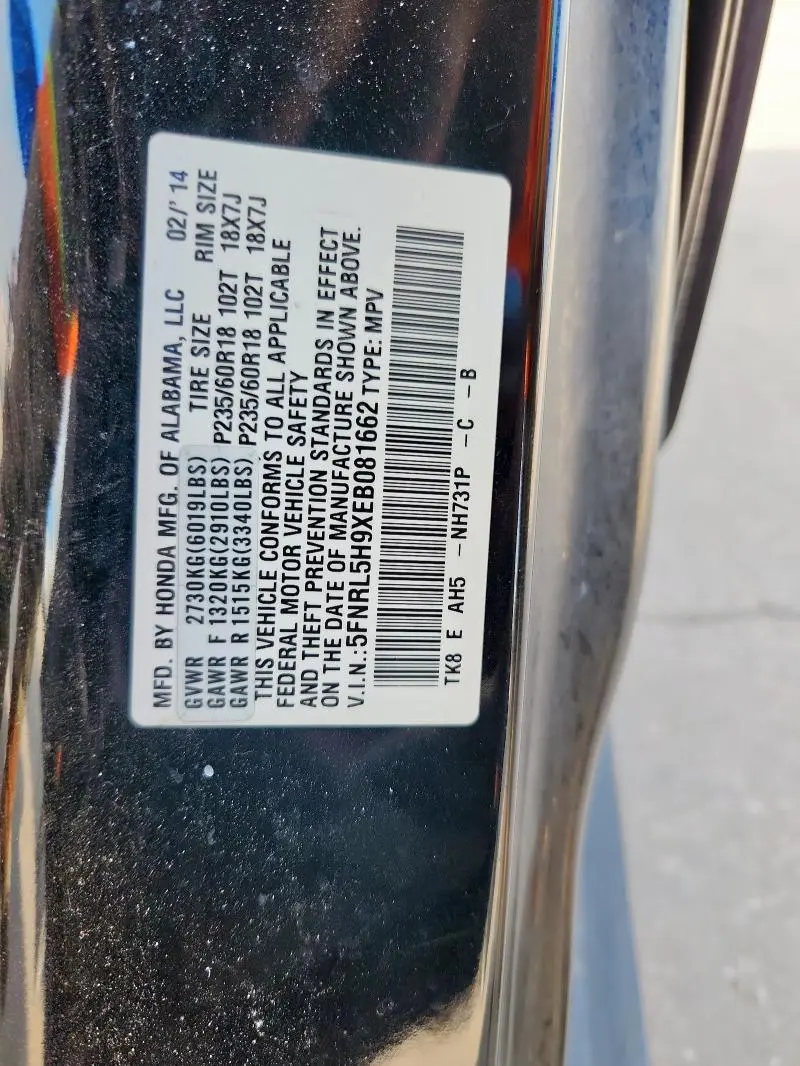 MFD. BY HONDA MFG. OF ALABAMA, LLC 02/' 14
GVWR 2730KG(6019LBS) TIRE SIZE RIM SIZE
GAWR F 1320KG(2910LBS) P235/60R18 102T 18X7J
GAWR R 1515KG(3340LBS) P235/60R18 102T 18X7J
THIS VEHICLE CONFORMS TO ALL APPLICABLE
FEDERAL MOTOR VEHICLE SAFETY
AND THEFT PREVENTION STANDARDS IN EFFECT
ON THE DATE OF MANUFACTURE SHOWN ABOVE.
V.I.N.:5FNRL5H9XEB081662 TYPE: MPV
TK8 E AH5 -NH731P -C -B